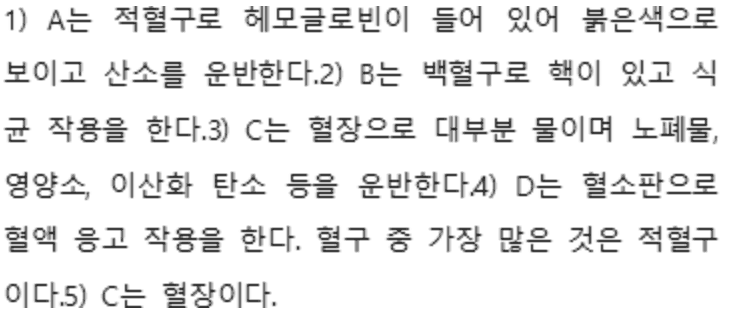 1) A는 적혈구로 헤모글로빈이 들어 있어 붉은색으로
보이고 산소를 운반한다.2) B는 백혈구로 핵이 있고 식
균 작용을 한다.3) C는 혈장으로 대부분 물이며 노폐물,
영양소, 이산화 탄소 등을 운반한다.4) D는 혈소판으로
혈액 응고 작용을 한다. 혈구 중 가장 많은 것은 적혈구
이다.5) C는 혈장이다.